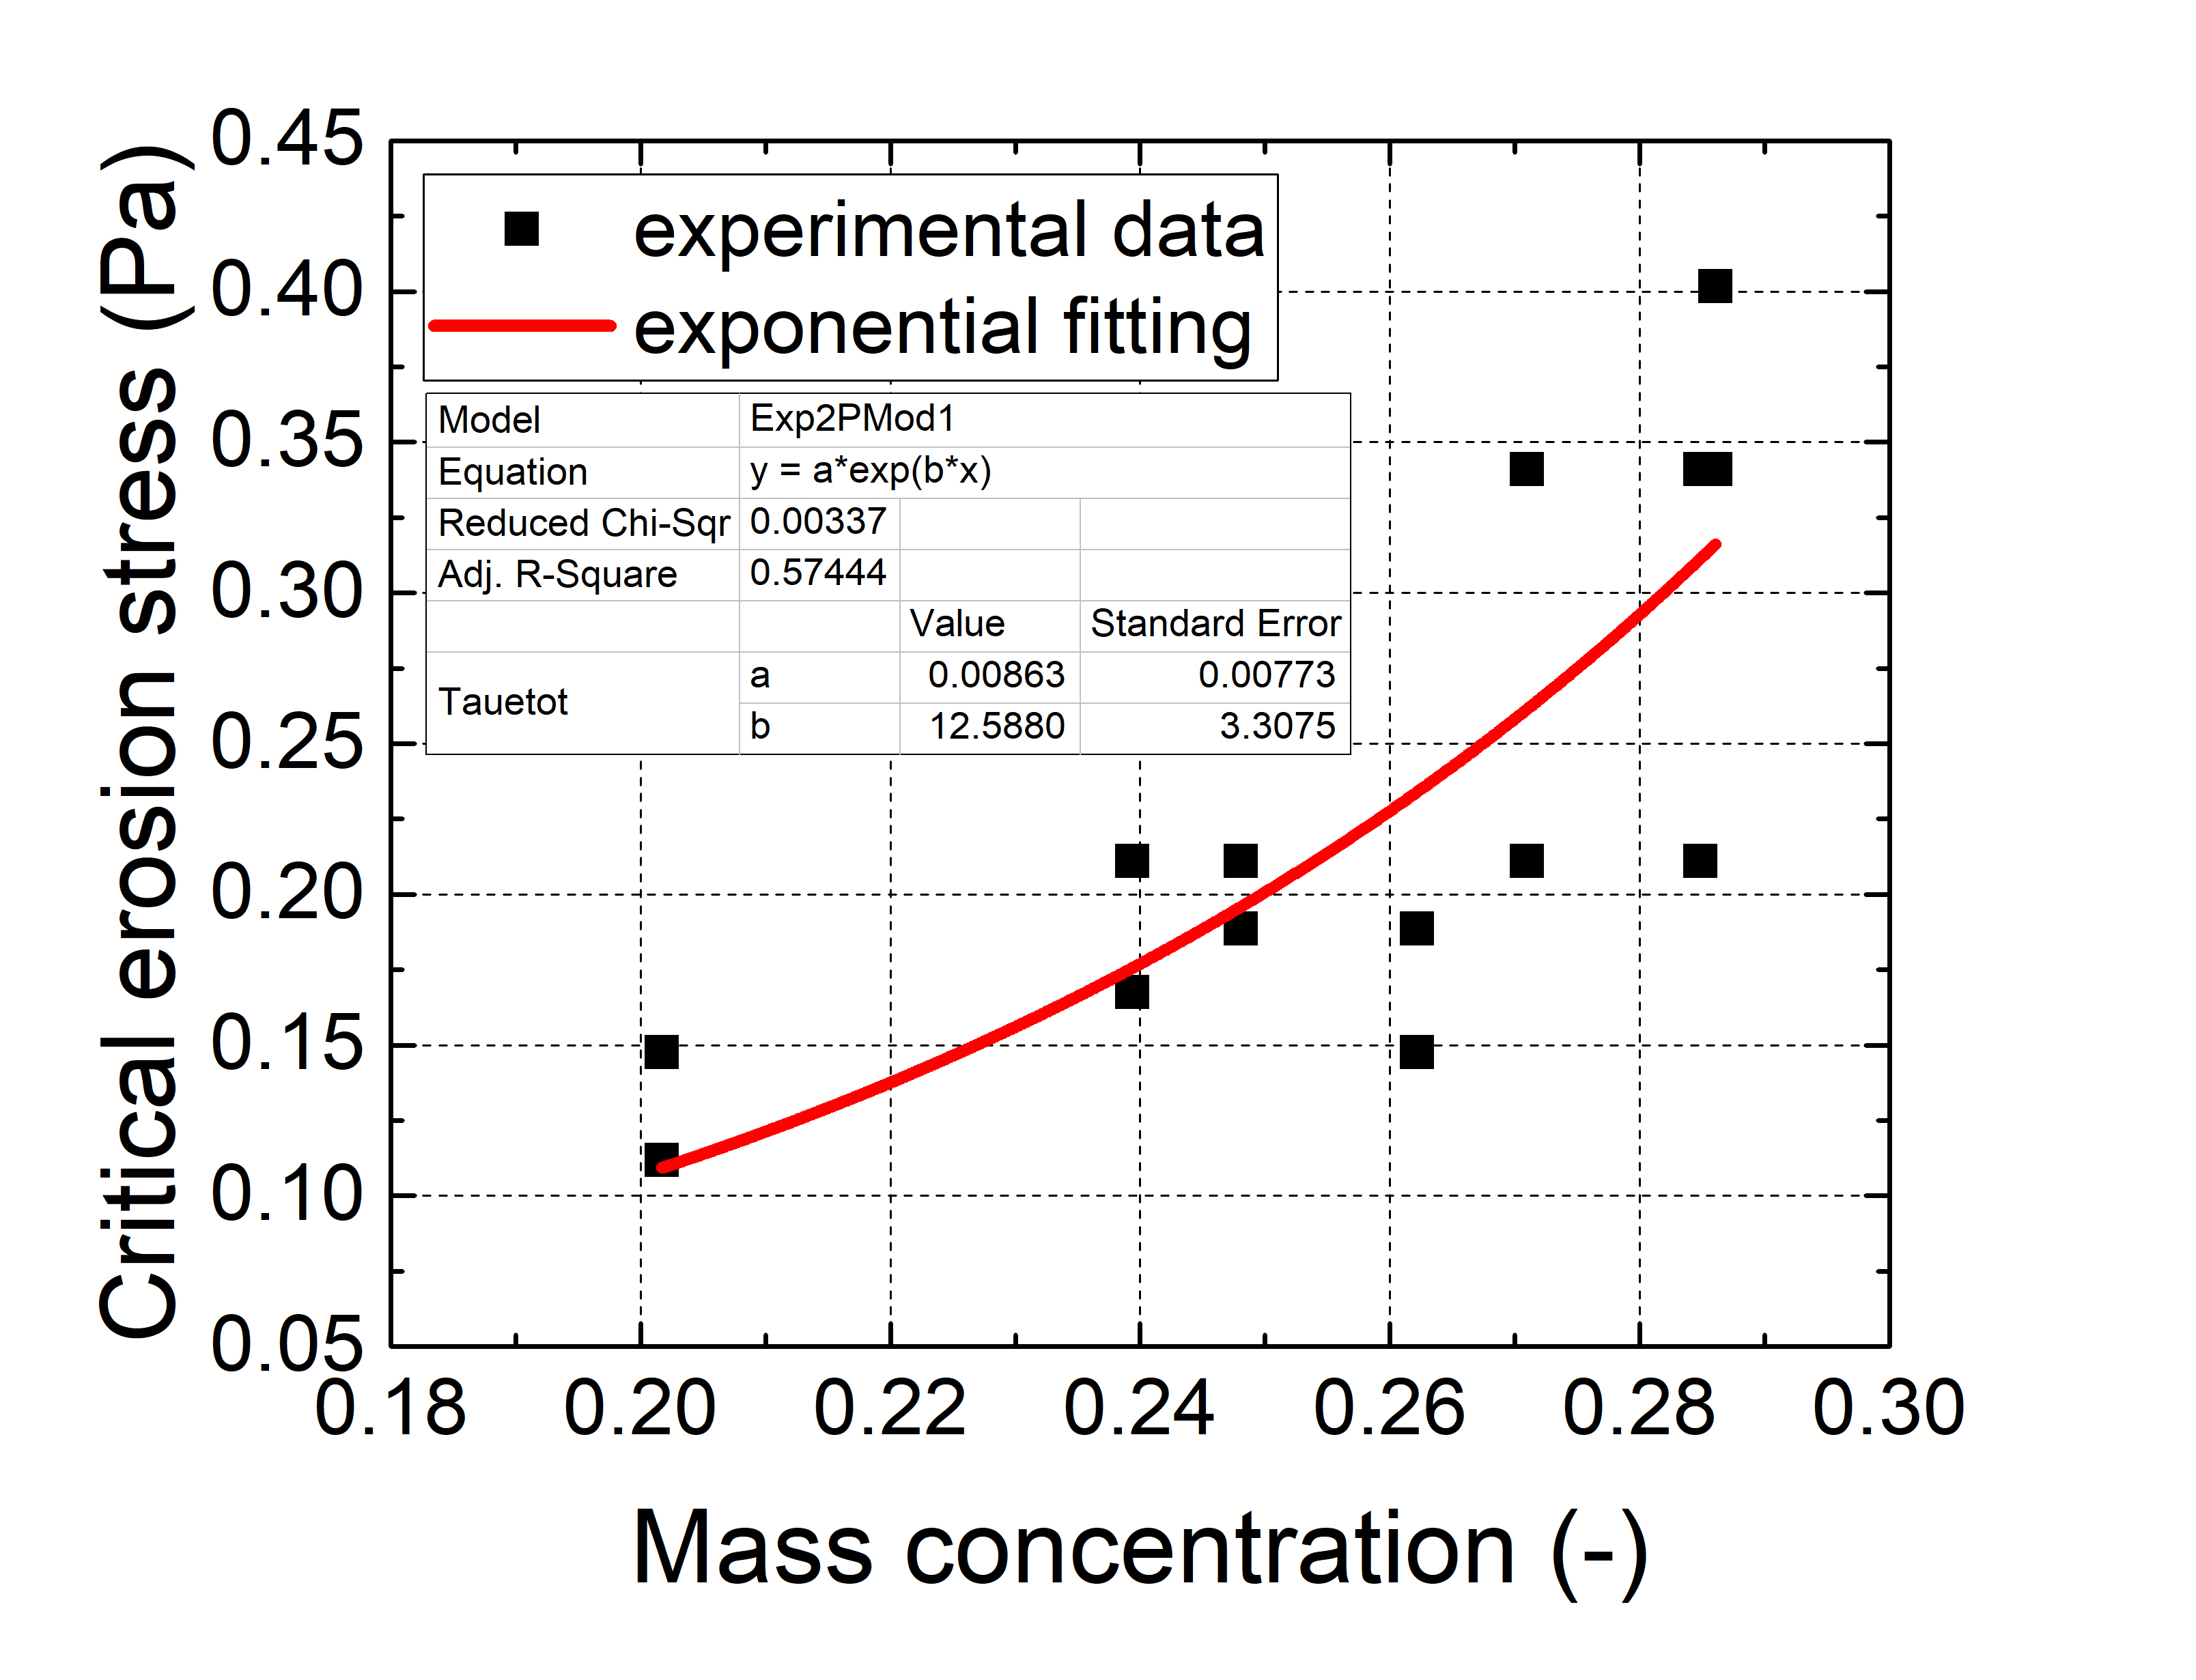 0.45
0.40
0.35
0.30
0.25
0.20
0.15
0.10
0.05
Critical erosion stress (Pa)
experimental data
exponential fitting
Model Exp2PMod1
Equation y = a*exp(b*x)
Reduced Chi-Sqr 0.00337
Adj. R-Square 0.57444
Value Standard Error
Tauetot a 0.00863 0.00773
b 12.5880 3.3075
0.18 0.20 0.22 0.24 0.26 0.28 0.30
Mass concentration (-)